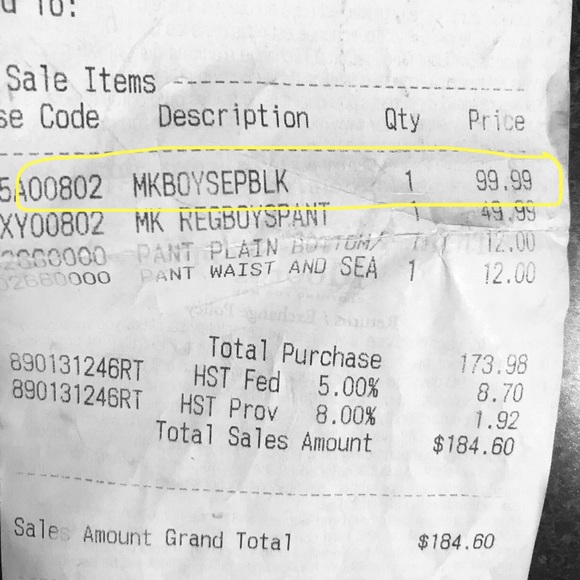 To:
Sale Items
se Code Description Qty Price
5A00802 MKBOYSEPBLK 1 99.99
XY00802 MK REGBOYSPANT 1 49.99
02680000 PANT PLAIN BOTTOM/ 12.00
02680000 PANT WAIST AND SEA 1 12.00
Total Purchase 173.98
890131246RT HST Fed 5.00% 8.70
890131246RT HST Prov 8.00% 1.92
Total Sales Amount $184.60
Sales Amount Grand Total $184.60